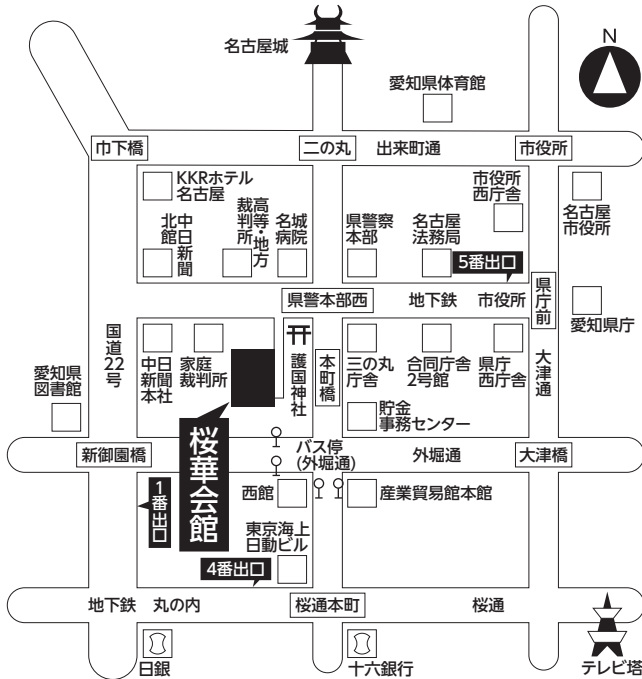 名古屋城
N
愛知県体育館
巾下橋
二の丸
出来町通
市役所
KKRホテル
名古屋
市役所
西庁舎
名古屋
市役所
中日新聞
北館
高等・地方
裁判所
名城
病院
県警察
本部
名古屋
法務局
5番出口
県警本部西
地下鉄 市役所
県庁前
愛知県庁
国道22号
中日
新聞
本社
家庭
裁判所
護国神社
本町橋
三の丸
庁舎
合同庁舎
2号館
県庁
西庁舎
大津通
愛知県
図書館
貯金
事務センター
桜華会館
新御園橋
バス停
(外堀通)
外堀通
大津橋
1番出口
西館
産業貿易館本館
東京海上
日動ビル
4番出口
地下鉄 丸の内
桜通本町
桜通
日銀
十六銀行
テレビ塔